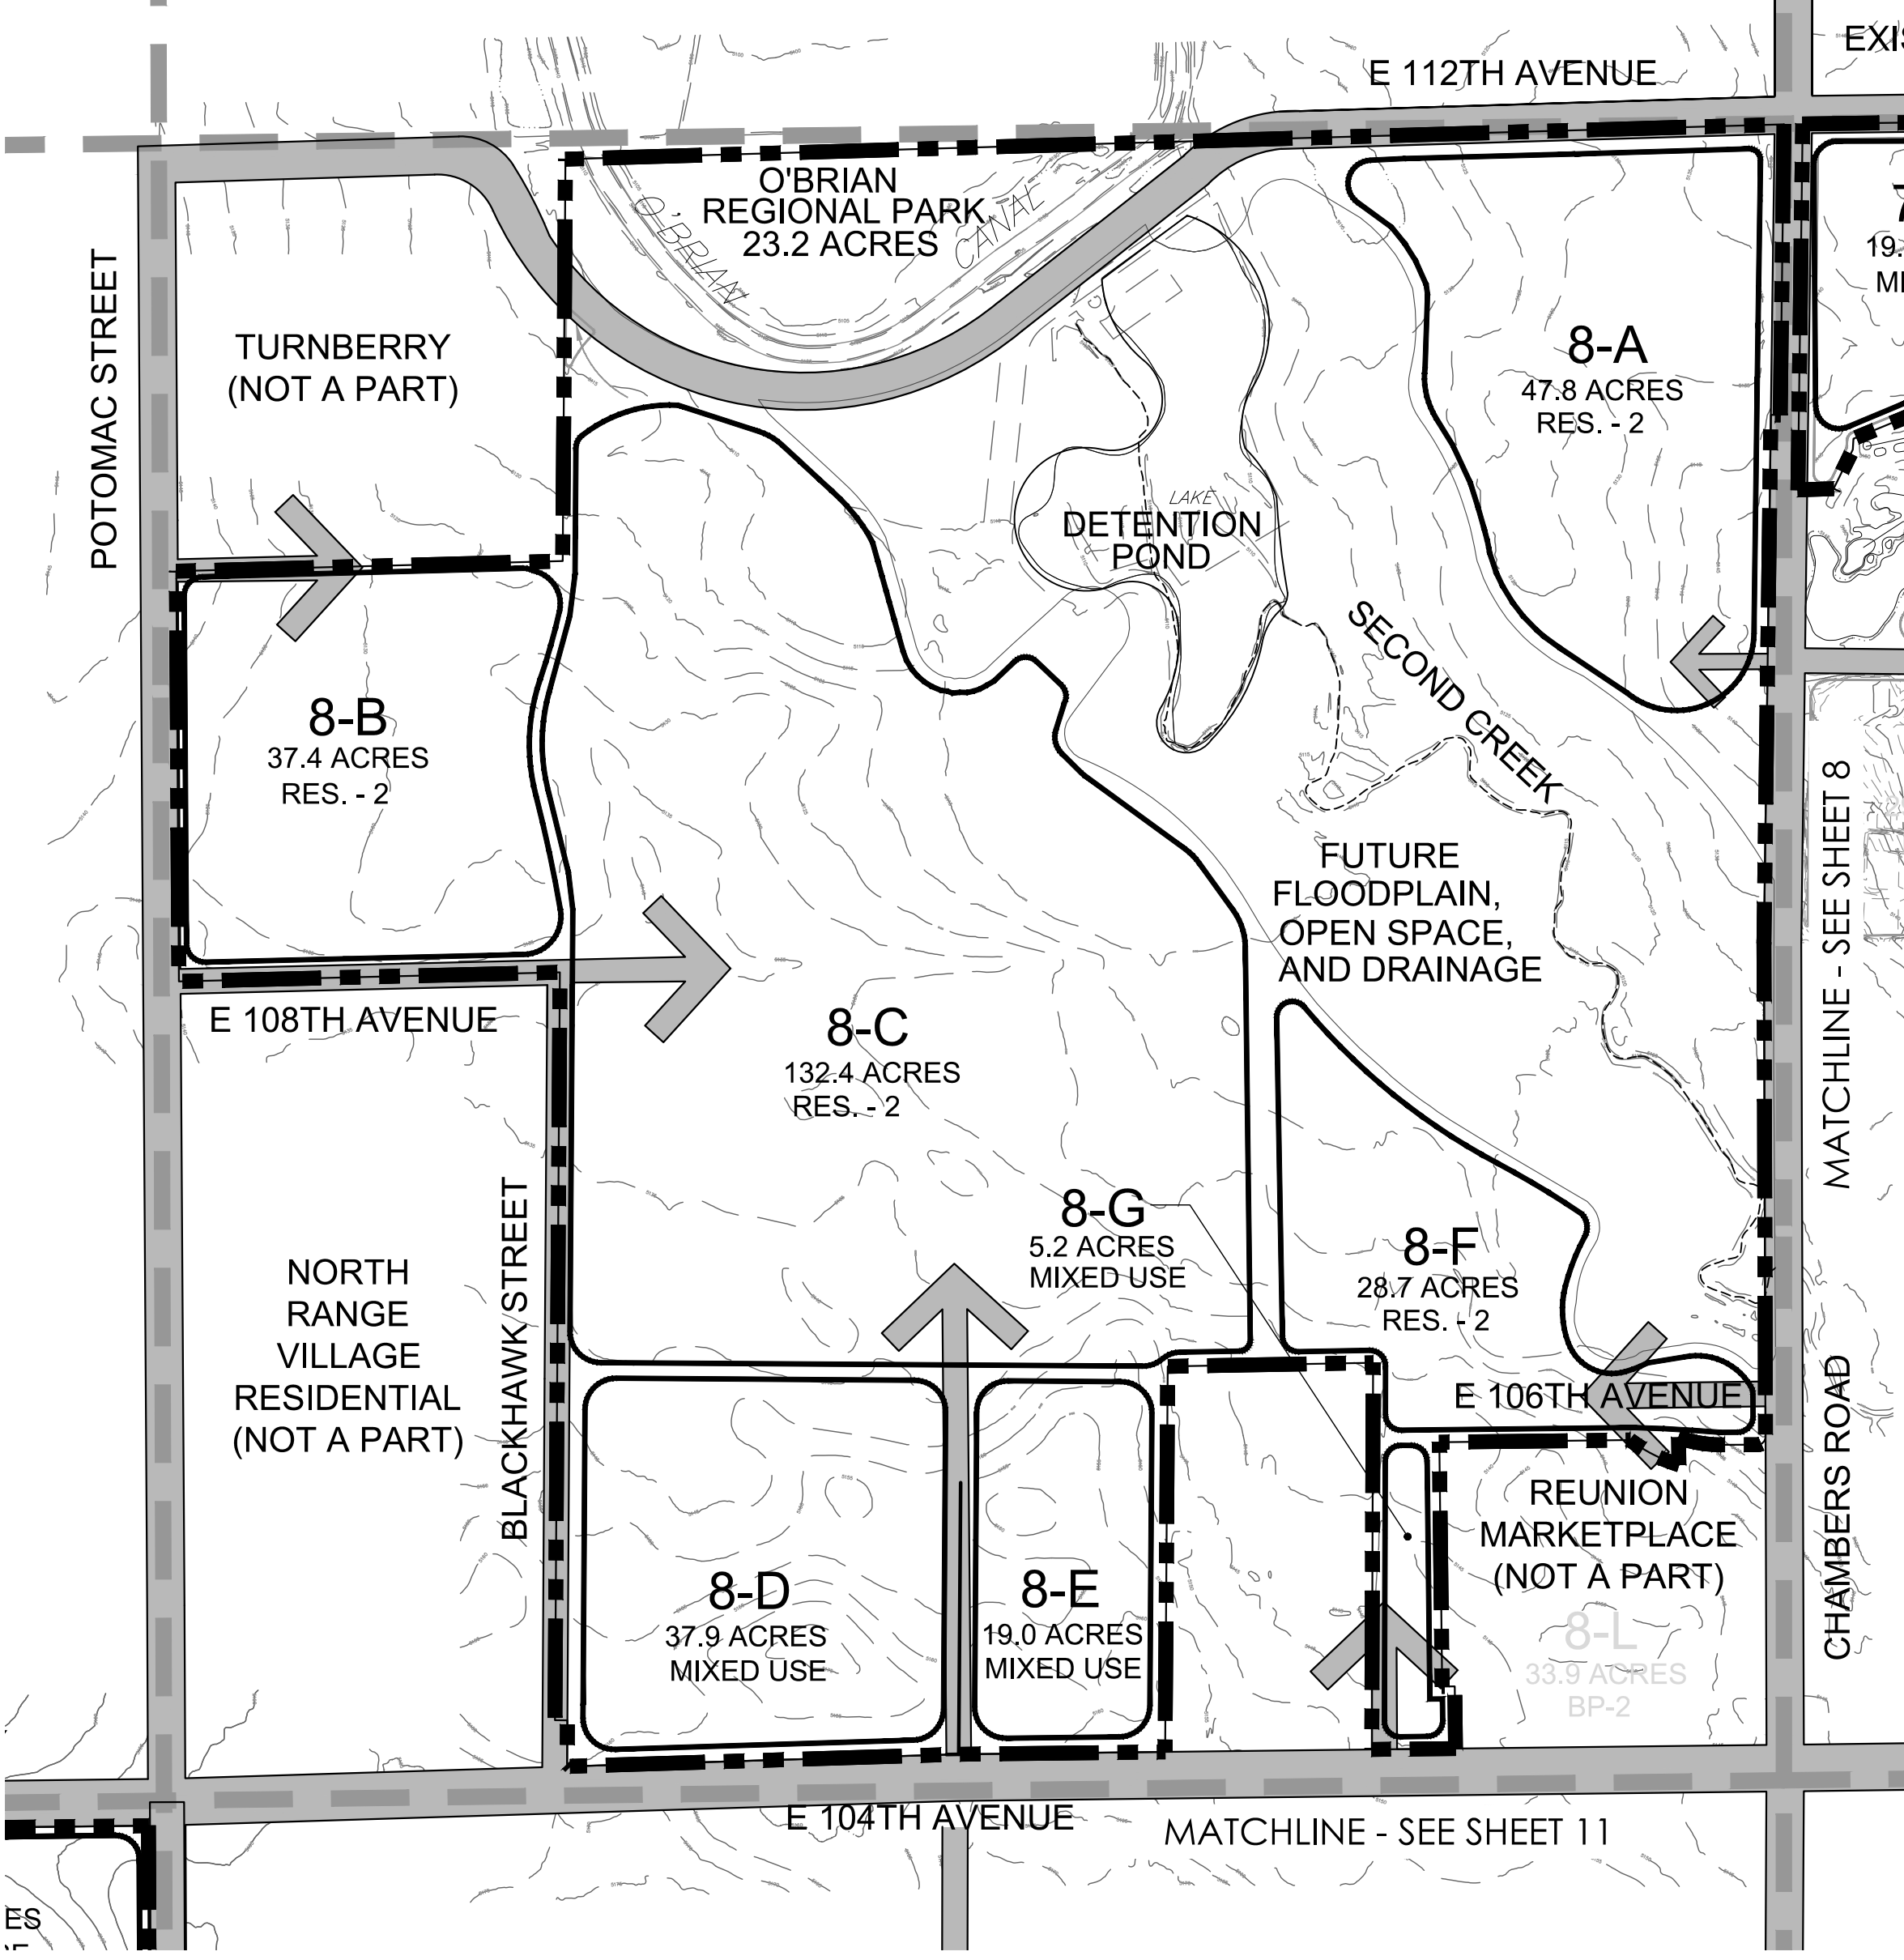 EXIS
E 112TH AVENUE
O'BRIAN
REGIONAL PARK
23.2 ACRES
O'BRIAN
CANAL
POTOMAC STREET
TURNBERRY
(NOT A PART)
8-A
47.8 ACRES
RES. - 2
7
19.
LAKE
DETENTION
POND
SECOND CREEK
8-B
37.4 ACRES
RES. - 2
MATCHLINE - SEE SHEET 8
FUTURE
FLOODPLAIN,
OPEN SPACE,
AND DRAINAGE
E 108TH AVENUE
8-C
132.4 ACRES
RES. - 2
8-G
5.2 ACRES
MIXED USE
8-F
28.7 ACRES
RES. - 2
NORTH
RANGE
VILLAGE
RESIDENTIAL
(NOT A PART)
BLACKHAWK STREET
E 106TH AVENUE
CHAMBERS ROAD
REUNION
MARKETPLACE
(NOT A PART)
8-D
37.9 ACRES
MIXED USE
8-E
19.0 ACRES
MIXED USE
8-L
33.9 ACRES
BP-2
E 104TH AVENUE
MATCHLINE - SEE SHEET 11
ES